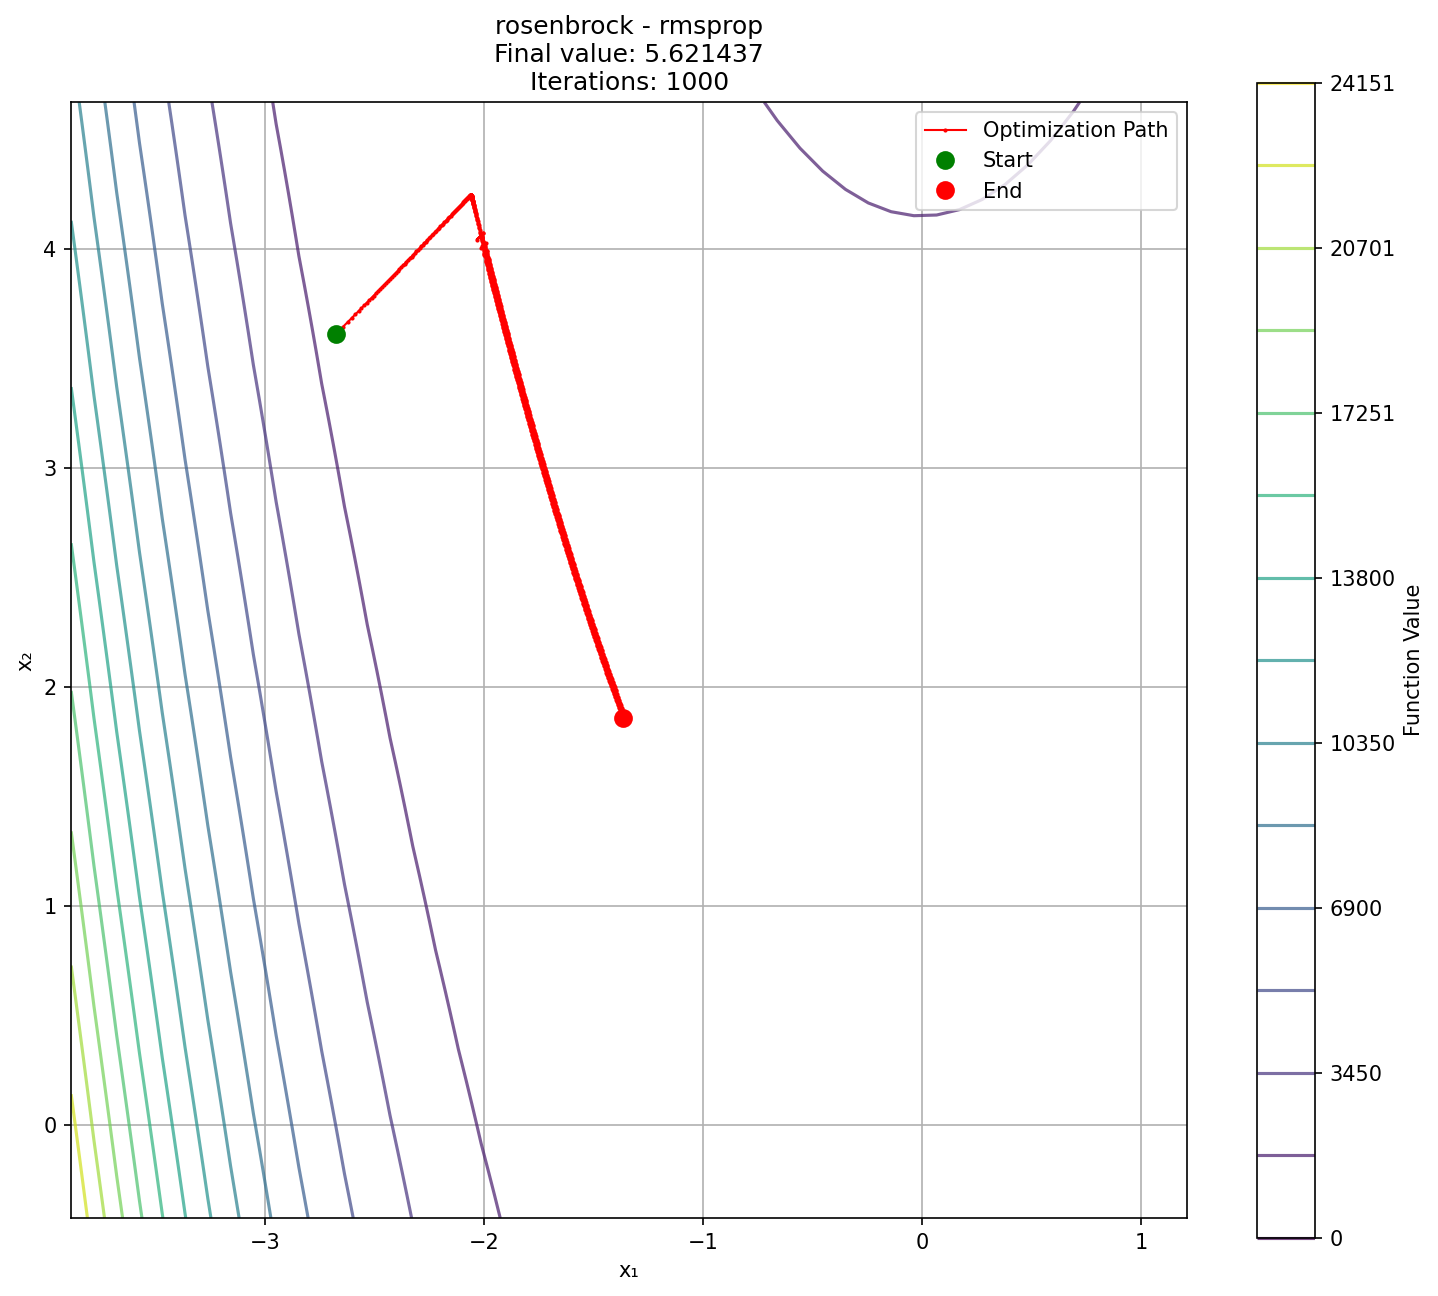 rosenbrock - rmsprop
Final value: 5.621437
Iterations: 1000
Optimization Path
Start
End
4
3
2
1
0
x₂
−3
−2
−1
0
1
x₁
24151
20701
17251
13800
10350
6900
3450
0
Function Value